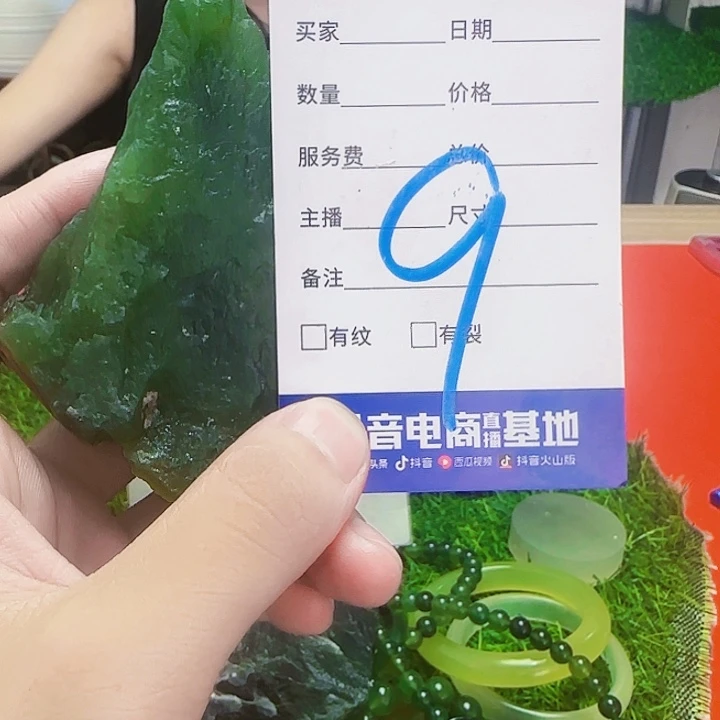 买家 日期
数量 价格
服务费 总价
主播 尺寸
备注
9
有纹 有裂
音电商直播基地
头条 抖音 西瓜视频 抖音火山版